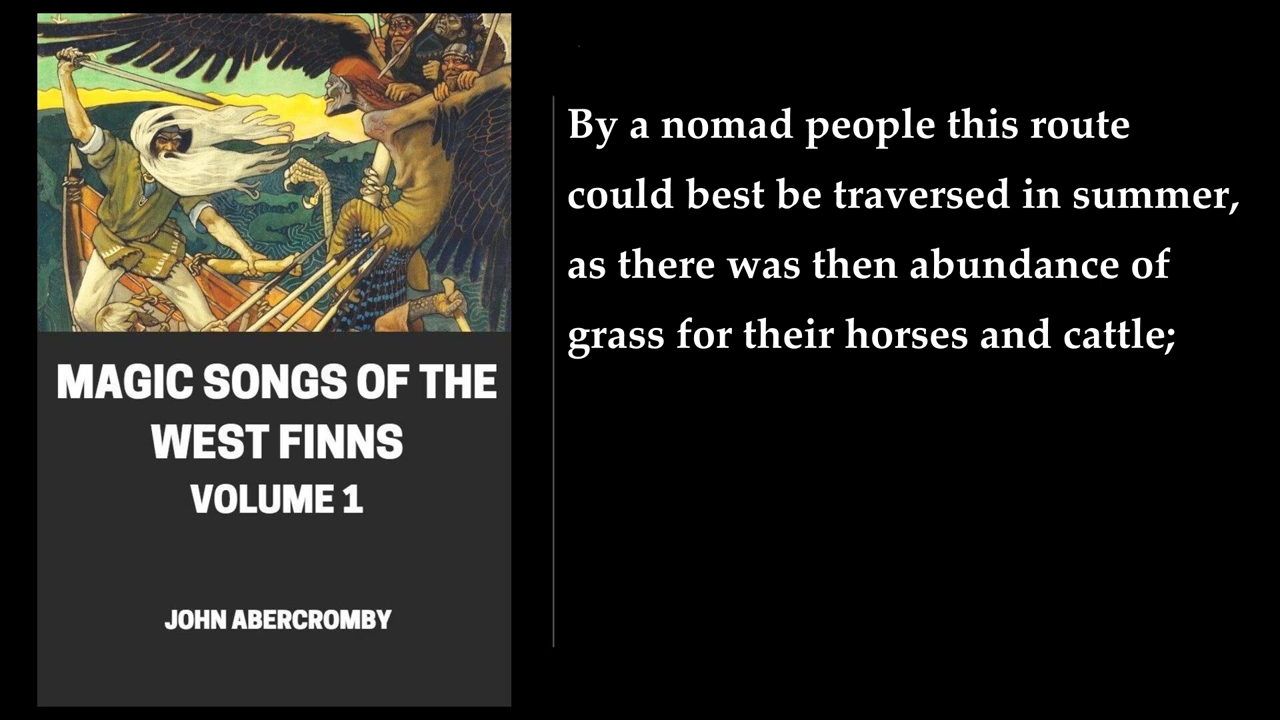 MAGIC SONGS OF THE
WEST FINNS
VOLUME 1
JOHN ABERCROMBY
By a nomad people this route
could best be traversed in summer,
as there was then abundance of
grass for their horses and cattle;